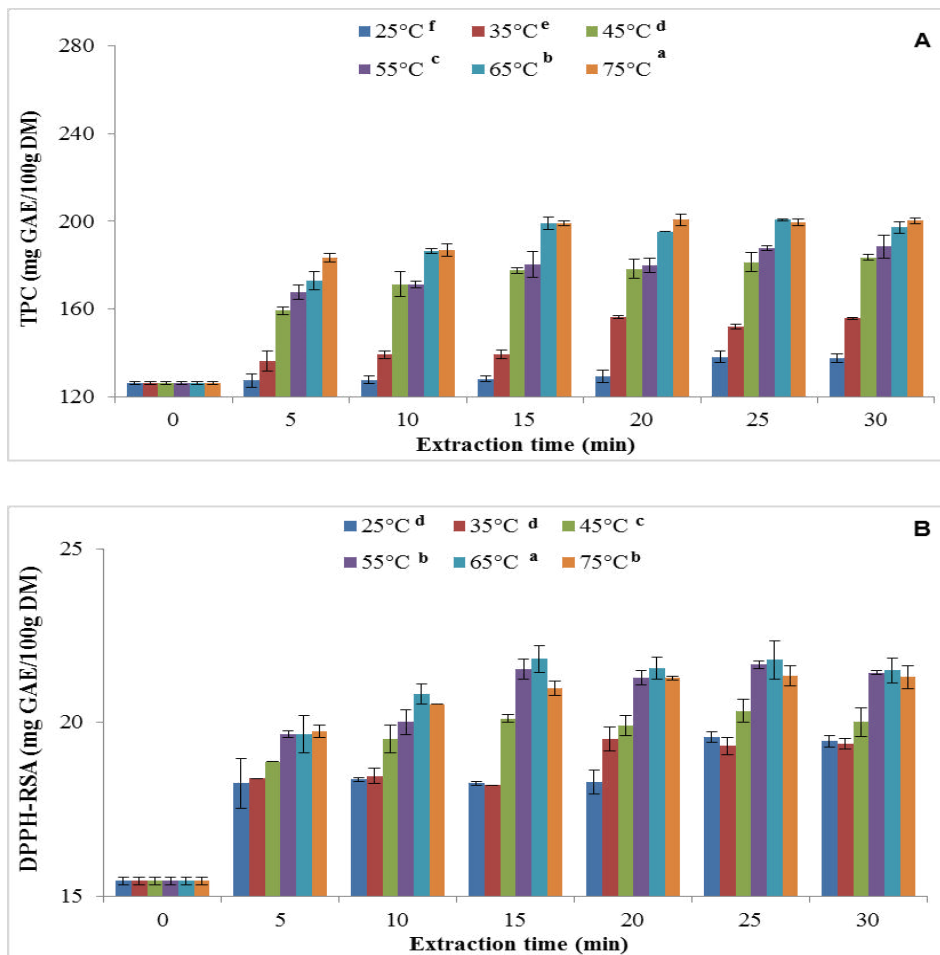 25°C f 35°C e 45°C d
A
55°C c 65°C b 75°C a
280
240
200
160
120
TPC (mg GAE/100g DM)
0 5 10 15 20 25 30
Extraction time (min)
25°C d 35°C d 45°C c
B
55°C b 65°C a 75°C b
25
20
15
DPPH-RSA (mg GAE/100g DM)
0 5 10 15 20 25 30
Extraction time (min)